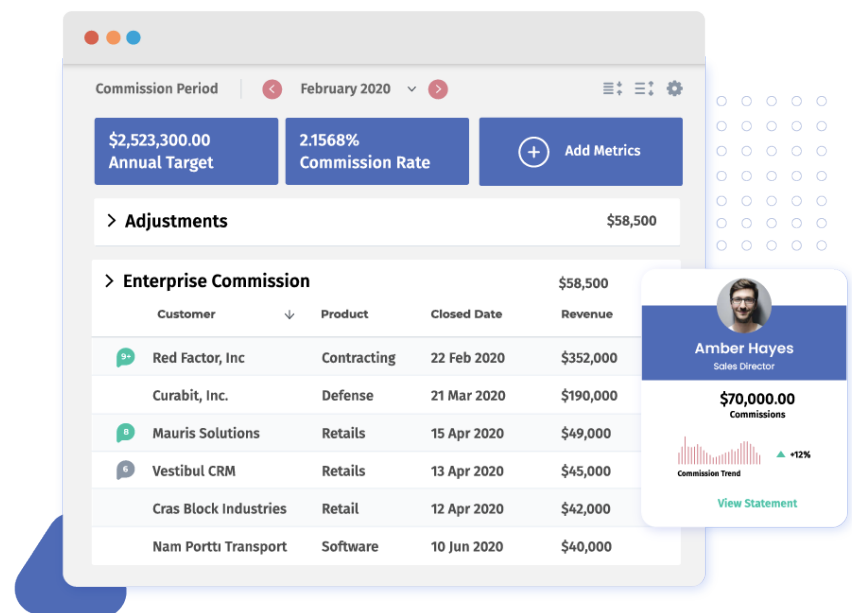 Commission Period
February 2020
$2,523,300.00
Annual Target
2.1568%
Commission Rate
Add Metrics
Adjustments $58,500
Enterprise Commission $58,500
Customer Product Closed Date Revenue
9+ Red Factor, Inc Contracting 22 Feb 2020 $352,000
Curabit, Inc. Defense 21 Mar 2020 $190,000
8 Mauris Solutions Retails 15 Apr 2020 $49,000
6 Vestibul CRM Retails 13 Apr 2020 $45,000
Cras Block Industries Retail 12 Apr 2020 $42,000
Nam Portti Transport Software 10 Jun 2020 $40,000
Amber Hayes
Sales Director
$70,000.00
Commissions
+12%
Commission Trend
View Statement